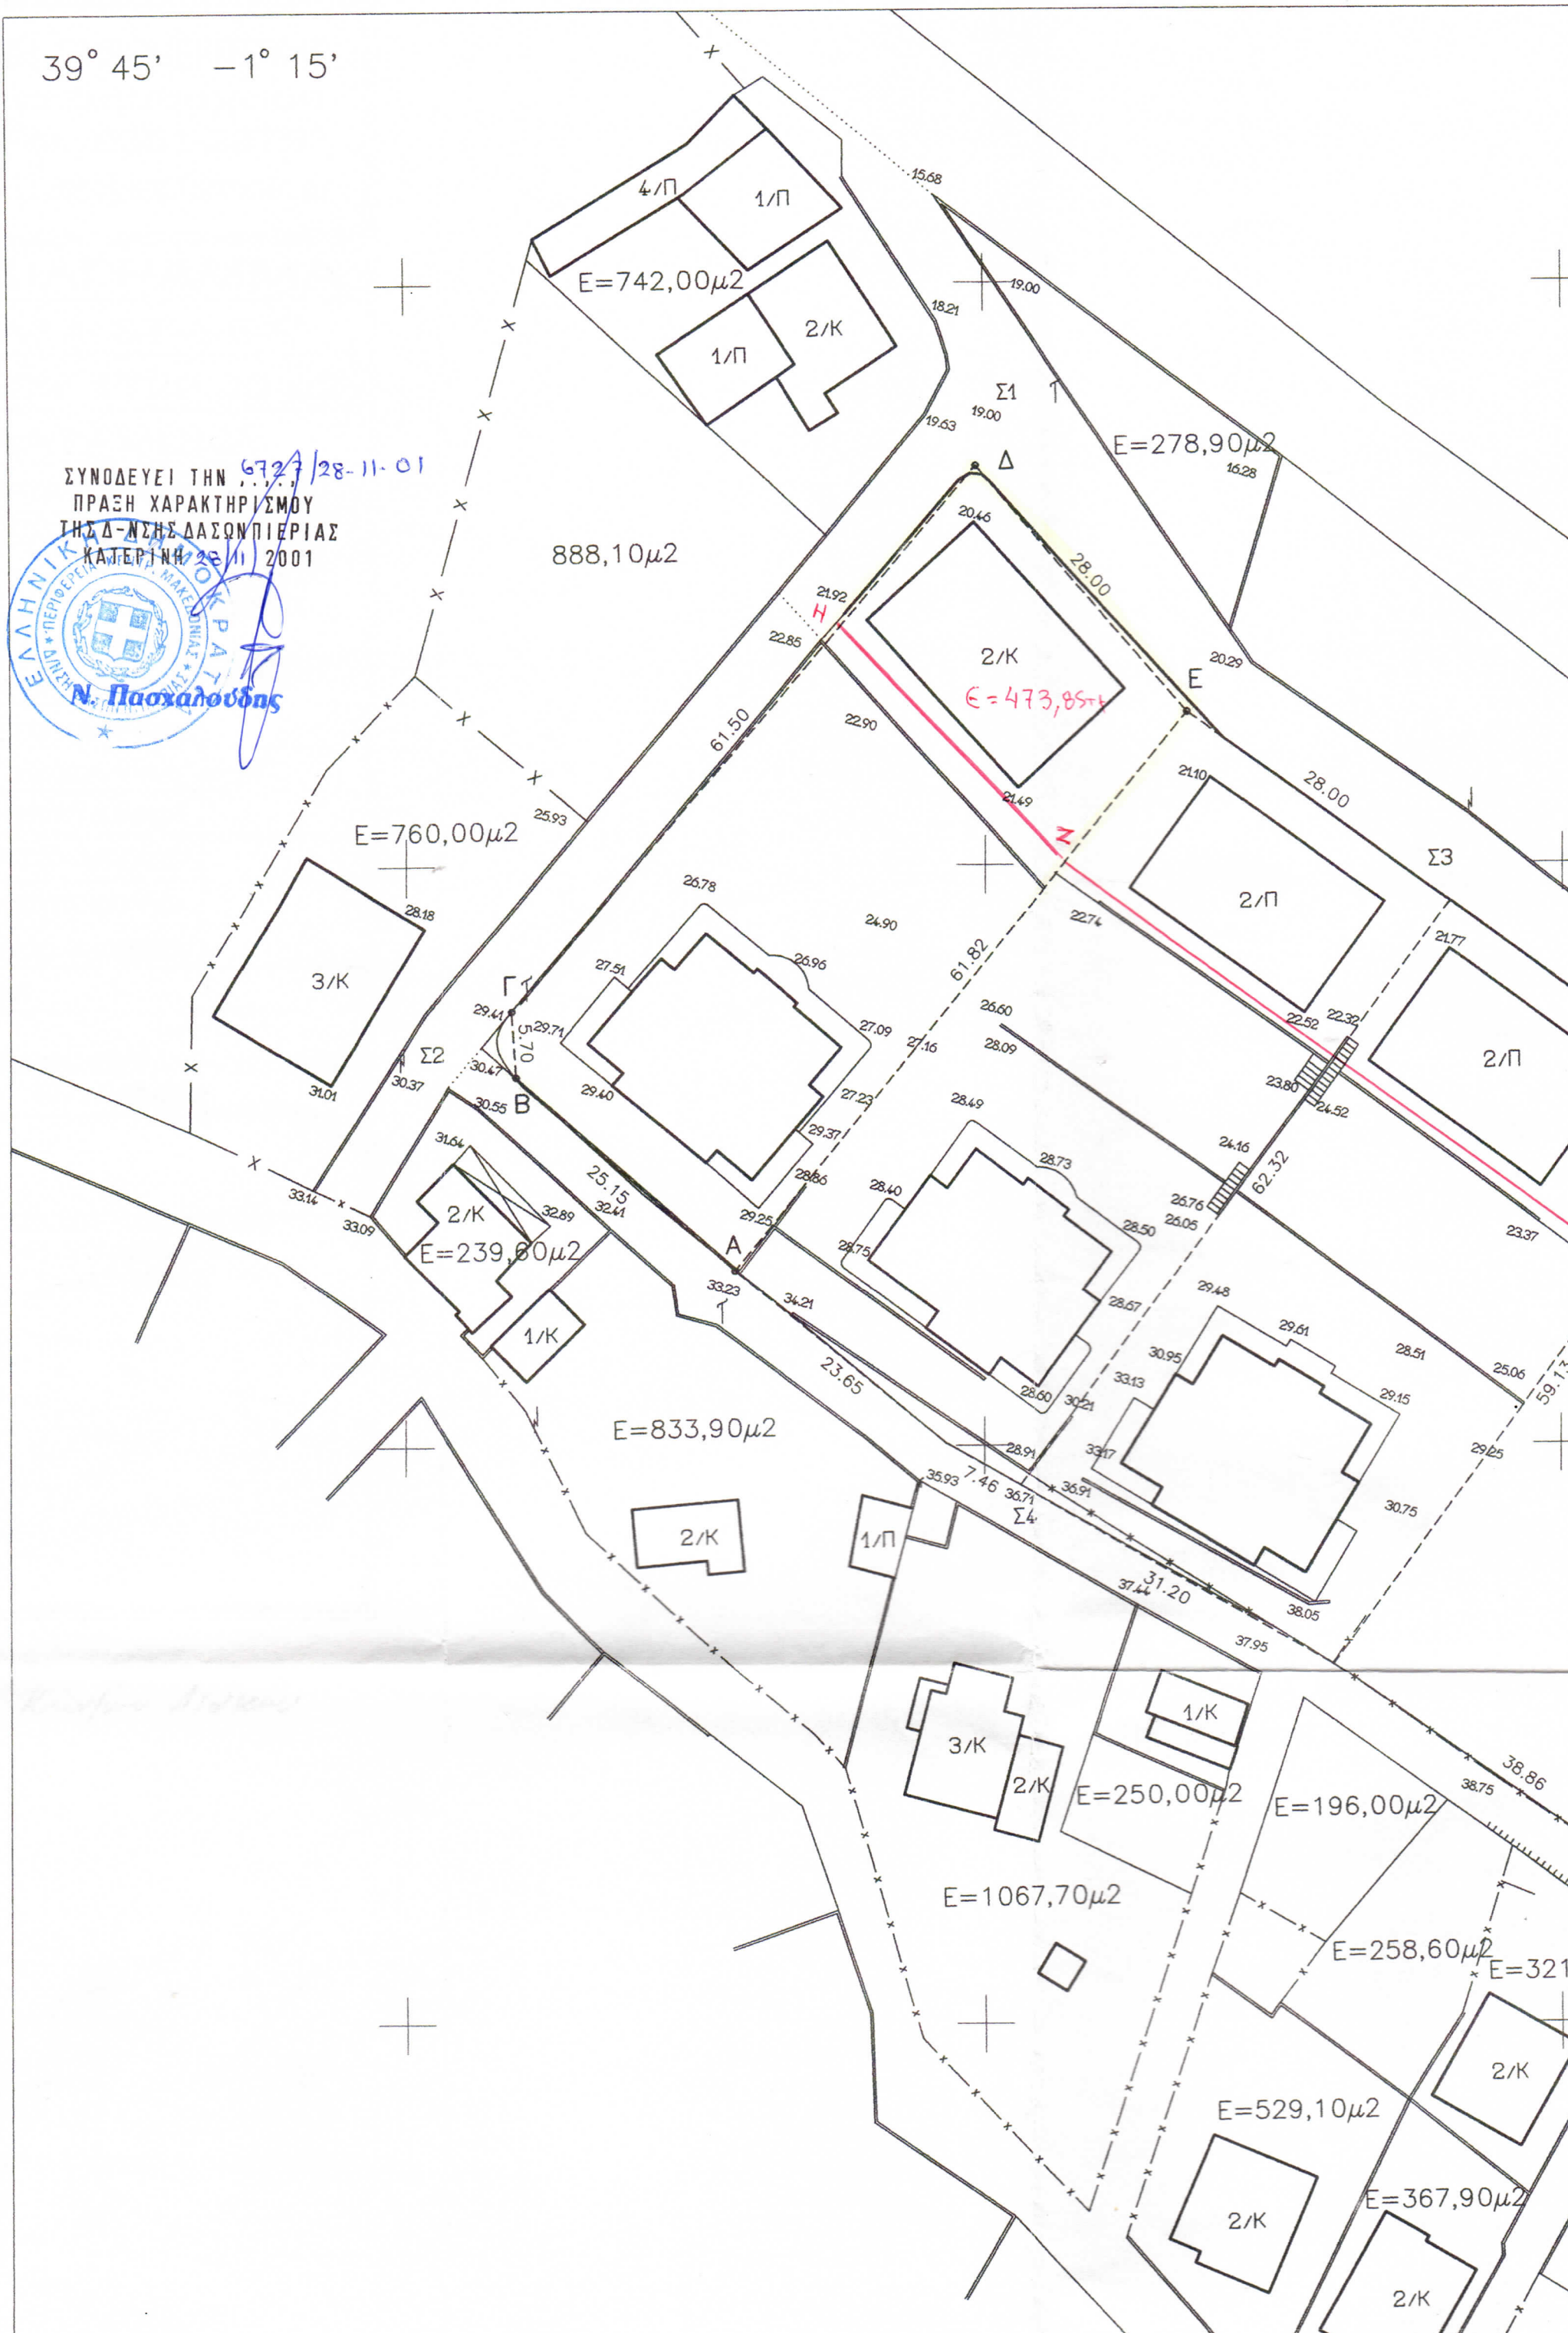 39° 45' -1° 15'
15.68
4/Π
1/Π
19.00
E=742,00μ2
18.21
2/Κ
1/Π
Σ1
19.63
19.00
E=278,90μ2
16.28
ΣΥΝΟΔΕΥΕΙ ΤΗΝ 6727/28-11-01
ΠΡΑΞΗ ΧΑΡΑΚΤΗΡΙΣΜΟΥ
ΤΗΣ Δ-ΝΣΗΣ ΔΑΣΩΝ ΠΙΕΡΙΑΣ
ΚΑΤΕΡΙΝΗ 28/11/2001
Ν. Πασχαλούδης
Δ
20.46
888,10μ2
28.00
21.92
Η
22.85
2/Κ
20.29
Ε
E=473,85
61.50
22.90
21.10
28.00
21.49
25.93
E=760,00μ2
Ζ
Σ3
26.78
2/Π
28.18
24.90
22.74
21.77
61.82
26.96
27.51
3/Κ
Γ
29.41
29.71
26.60
22.52
22.32
5.70
27.09
27.16
28.09
Σ2
2/Π
30.47
30.37
29.40
23.80
31.01
Β
27.23
24.52
30.55
28.49
29.37
31.64
24.16
28.73
62.32
25.15
28.86
28.40
33.14
26.76
2/Κ
32.89
32.41
29.25
26.05
33.09
28.50
23.37
E=239,60μ2
Α
28.75
33.23
34.21
29.48
28.67
1/Κ
29.61
28.51
30.95
23.65
25.06
33.13
59.13
28.60
30.21
29.15
E=833,90μ2
28.91
33.17
29.25
35.93
7.46
36.71
36.91
30.75
Σ4
2/Κ
1/Π
37.44
31.20
38.05
37.95
1/Κ
3/Κ
38.86
2/Κ
38.75
E=250,00μ2
E=196,00μ2
E=1067,70μ2
E=258,60μ2
E=321
2/Κ
E=529,10μ2
E=367,90μ2
2/Κ
2/Κ